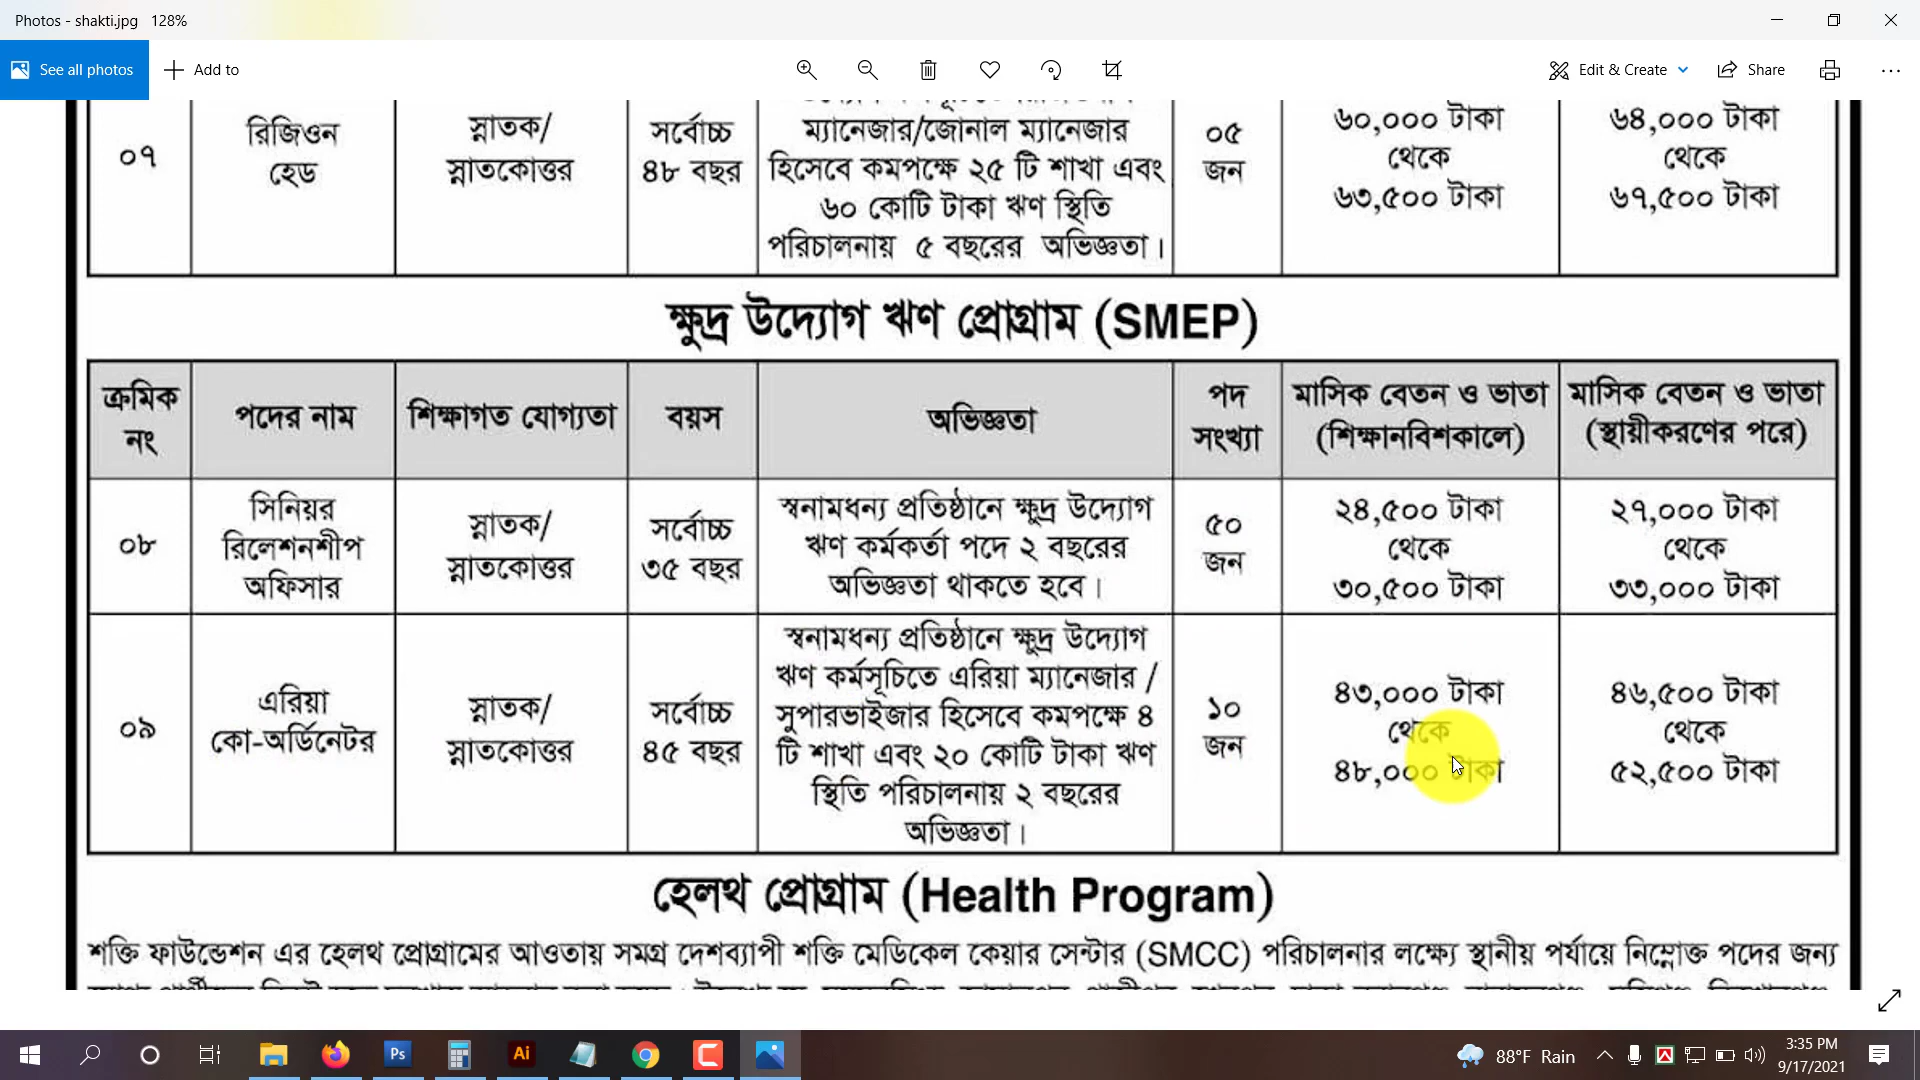 Photos - shakti.jpg 128%
See all photos
Add to
Edit & Create
Share
০৭
রিজিওন
হেড
স্নাতক/
স্নাতকোত্তর
সর্বোচ্চ
৪৮ বছর
ম্যানেজার/জোনাল ম্যানেজার
হিসেবে কমপক্ষে ২৫ টি শাখা এবং
৬০ কোটি টাকা ঋণ স্থিতি
পরিচালনায় ৫ বছরের অভিজ্ঞতা।
০৫
জন
৬০,০০০ টাকা
থেকে
৬৩,৫০০ টাকা
৬৪,০০০ টাকা
থেকে
৬৭,৫০০ টাকা
ক্ষুদ্র উদ্যোগ ঋণ প্রোগ্রাম (SMEP)
ক্রমিক
নং
পদের নাম
শিক্ষাগত যোগ্যতা
বয়স
অভিজ্ঞতা
পদ
সংখ্যা
মাসিক বেতন ও ভাতা
(শিক্ষানবিশকালে)
মাসিক বেতন ও ভাতা
(স্থায়ীকরণের পরে)
০৮
সিনিয়র
রিলেশনশীপ
অফিসার
স্নাতক/
স্নাতকোত্তর
সর্বোচ্চ
৩৫ বছর
স্বনামধন্য প্রতিষ্ঠানে ক্ষুদ্র উদ্যোগ
ঋণ কর্মকর্তা পদে ২ বছরের
অভিজ্ঞতা থাকতে হবে।
৫০
জন
২৪,৫০০ টাকা
থেকে
৩০,৫০০ টাকা
২৭,০০০ টাকা
থেকে
৩৩,০০০ টাকা
০৯
এরিয়া
কো-অর্ডিনেটর
স্নাতক/
স্নাতকোত্তর
সর্বোচ্চ
৪৫ বছর
স্বনামধন্য প্রতিষ্ঠানে ক্ষুদ্র উদ্যোগ
ঋণ কর্মসূচিতে এরিয়া ম্যানেজার /
সুপারভাইজার হিসেবে কমপক্ষে ৪
টি শাখা এবং ২০ কোটি টাকা ঋণ
স্থিতি পরিচালনায় ২ বছরের
অভিজ্ঞতা।
১০
জন
৪৩,০০০ টাকা
থেকে
৪৮,০০০ টাকা
৪৬,৫০০ টাকা
থেকে
৫২,৫০০ টাকা
হেলথ প্রোগ্রাম (Health Program)
শক্তি ফাউন্ডেশন এর হেলথ প্রোগ্রামের আওতায় সমগ্র দেশব্যাপী শক্তি মেডিকেল কেয়ার সেন্টার (SMCC) পরিচালনার লক্ষ্যে স্থানীয় পর্যায়ে নিম্নোক্ত পদের জন্য
Ps
Ai
88°F Rain
3:35 PM
9/17/2021